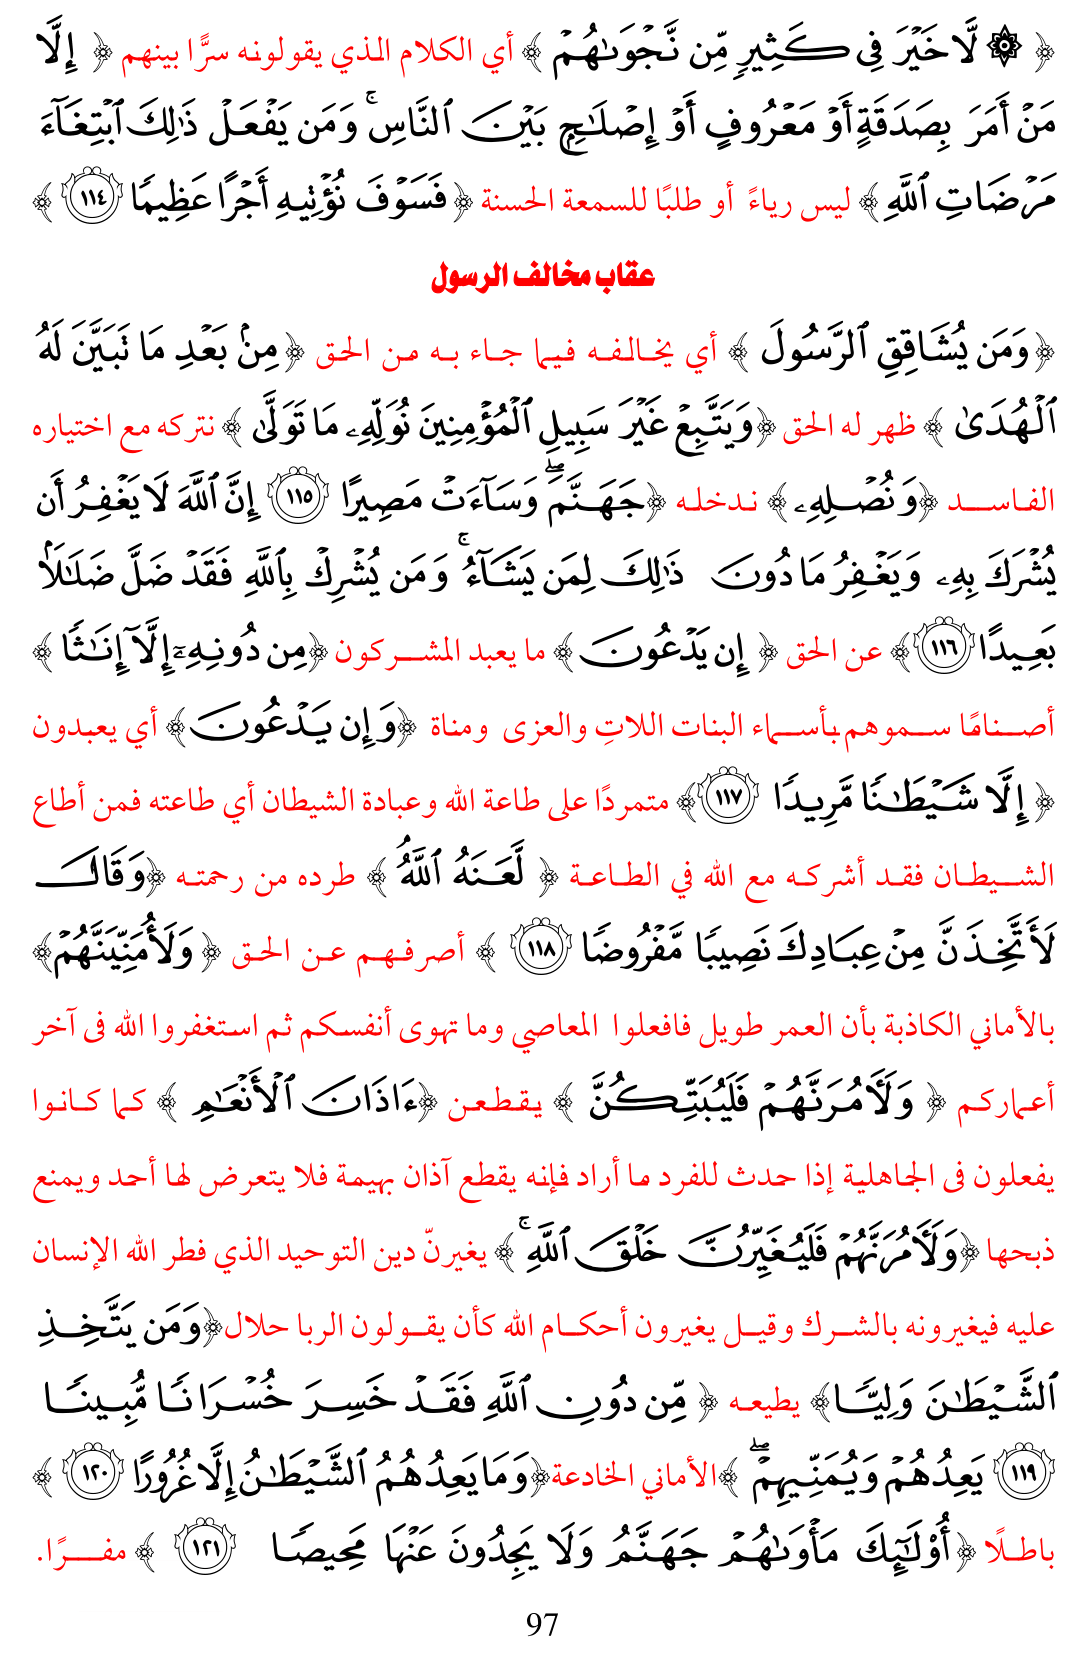 ﴿ ۞ لَّا خَيْرَ فِي كَثِيرٍ مِّن نَّجْوَىٰهُمْ ﴾ أي الكلام الذي يقولونه سرًّا بينهم ﴿ إِلَّا
مَنْ أَمَرَ بِصَدَقَةٍ أَوْ مَعْرُوفٍ أَوْ إِصْلَٰحٍ بَيْنَ ٱلنَّاسِ ۚ وَمَن يَفْعَلْ ذَٰلِكَ ٱبْتِغَآءَ
مَرْضَاتِ ٱللَّهِ ﴾ ليس رياءً أو طلبًا للسمعة الحسنة ﴿ فَسَوْفَ نُؤْتِيهِ أَجْرًا عَظِيمًا ١١٤ ﴾
عقاب مخالف الرسول
﴿ وَمَن يُشَاقِقِ ٱلرَّسُولَ ﴾ أي يخالفه فيما جاء به من الحق ﴿ مِنۢ بَعْدِ مَا تَبَيَّنَ لَهُ
ٱلْهُدَىٰ ﴾ ظهر له الحق ﴿ وَيَتَّبِعْ غَيْرَ سَبِيلِ ٱلْمُؤْمِنِينَ نُوَلِّهِۦ مَا تَوَلَّىٰ ﴾ نتركه مع اختياره
الفاسد ﴿ وَنُصْلِهِۦ ﴾ ندخله ﴿ جَهَنَّمَ ۖ وَسَآءَتْ مَصِيرًا ١١٥ إِنَّ ٱللَّهَ لَا يَغْفِرُ أَن
يُشْرَكَ بِهِۦ وَيَغْفِرُ مَا دُونَ ذَٰلِكَ لِمَن يَشَآءُ ۚ وَمَن يُشْرِكْ بِٱللَّهِ فَقَدْ ضَلَّ ضَلَٰلًۢا
بَعِيدًا ١١٦ ﴾ عن الحق ﴿ إِن يَدْعُونَ ﴾ ما يعبد المشركون ﴿ مِن دُونِهِۦٓ إِلَّآ إِنَٰثًا ﴾
أصنامًا سموهم بأسماء البنات اللاتِ والعزى ومناة ﴿ وَإِن يَدْعُونَ ﴾ أي يعبدون
﴿ إِلَّا شَيْطَٰنًا مَّرِيدًا ١١٧ ﴾ متمردًا على طاعة الله وعبادة الشيطان أي طاعته فمن أطاع
الشيطان فقد أشركه مع الله في الطاعة ﴿ لَّعَنَهُ ٱللَّهُ ۘ ﴾ طرده من رحمته ﴿ وَقَالَ
لَأَتَّخِذَنَّ مِنْ عِبَادِكَ نَصِيبًا مَّفْرُوضًا ١١٨ ﴾ أصرفهم عن الحق ﴿ وَلَأُمَنِّيَنَّهُمْ ﴾
بالأماني الكاذبة بأن العمر طويل فافعلوا المعاصي وما تهوى أنفسكم ثم استغفروا الله فى آخر
أعماركم ﴿ وَلَـَٔامُرَنَّهُمْ فَلَيُبَتِّكُنَّ ﴾ يقطعن ﴿ ءَاذَانَ ٱلْأَنْعَٰمِ ﴾ كما كانوا
يفعلون فى الجاهلية إذا حدث للفرد ما أراد فإنه يقطع آذان بهيمة فلا يتعرض لها أحد ويمنع
ذبحها ﴿ وَلَـَٔامُرَنَّهُمْ فَلَيُغَيِّرُنَّ خَلْقَ ٱللَّهِ ۚ ﴾ يغيرنّ دين التوحيد الذي فطر الله الإنسان
عليه فيغيرونه بالشرك وقيل يغيرون أحكام الله كأن يقولون الربا حلال ﴿ وَمَن يَتَّخِذِ
ٱلشَّيْطَٰنَ وَلِيًّا ﴾ يطيعه ﴿ مِّن دُونِ ٱللَّهِ فَقَدْ خَسِرَ خُسْرَانًا مُّبِينًا
١١٩ يَعِدُهُمْ وَيُمَنِّيهِمْ ۖ ﴾ الأماني الخادعة ﴿ وَمَا يَعِدُهُمُ ٱلشَّيْطَٰنُ إِلَّا غُرُورًا ١٢٠ ﴾
باطلًا ﴿ أُو۟لَٰٓئِكَ مَأْوَىٰهُمْ جَهَنَّمُ وَلَا يَجِدُونَ عَنْهَا مَحِيصًا ١٢١ ﴾ مفرًا.
97